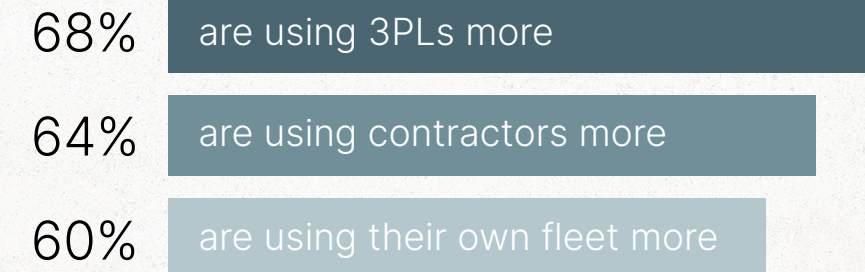 68% are using 3PLs more
64% are using contractors more
60% are using their own fleet more